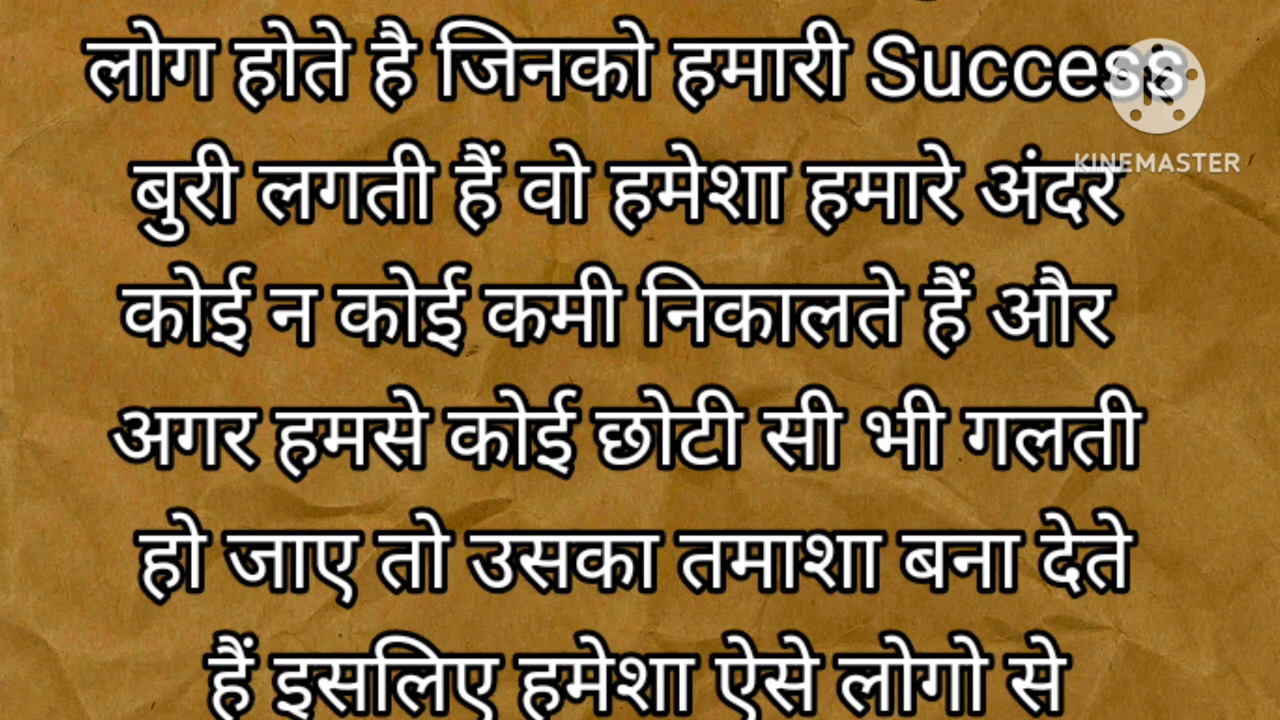 लोग होते है जिनको हमारी Success
KINEMASTER
बुरी लगती हैं वो हमेशा हमारे अंदर
कोई न कोई कमी निकालते हैं और
अगर हमसे कोई छोटी सी भी गलती
हो जाए तो उसका तमाशा बना देते
हैं इसलिए हमेशा ऐसे लोगो से